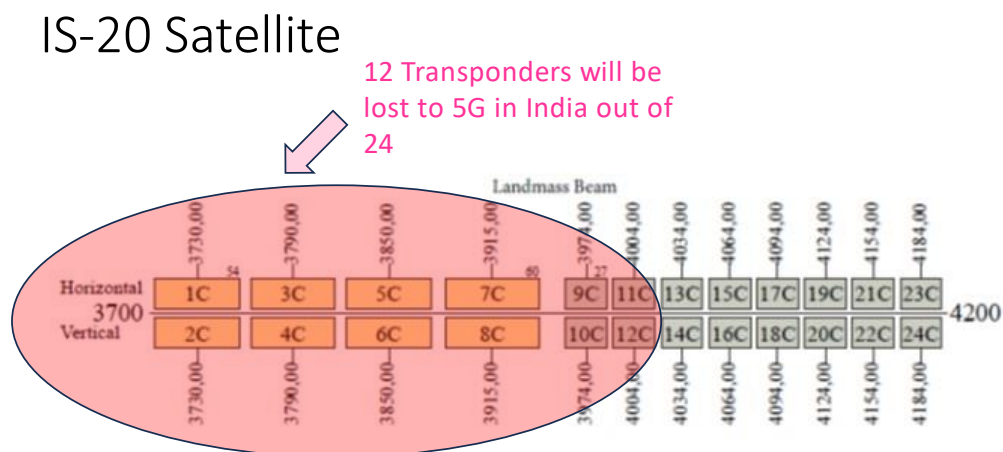 IS-20 Satellite
12 Transponders will be
lost to 5G in India out of
24
Landmass Beam
3730,00 3790,00 3850,00 3915,00 3974,00 4004,00 4034,00 4064,00 4094,00 4124,00 4154,00 4184,00
54 60 27
Horizontal 1C 3C 5C 7C 9C 11C 13C 15C 17C 19C 21C 23C
3700 4200
Vertical 2C 4C 6C 8C 10C 12C 14C 16C 18C 20C 22C 24C
3730,00 3790,00 3850,00 3915,00 3974,00 4004,00 4034,00 4064,00 4094,00 4124,00 4154,00 4184,00